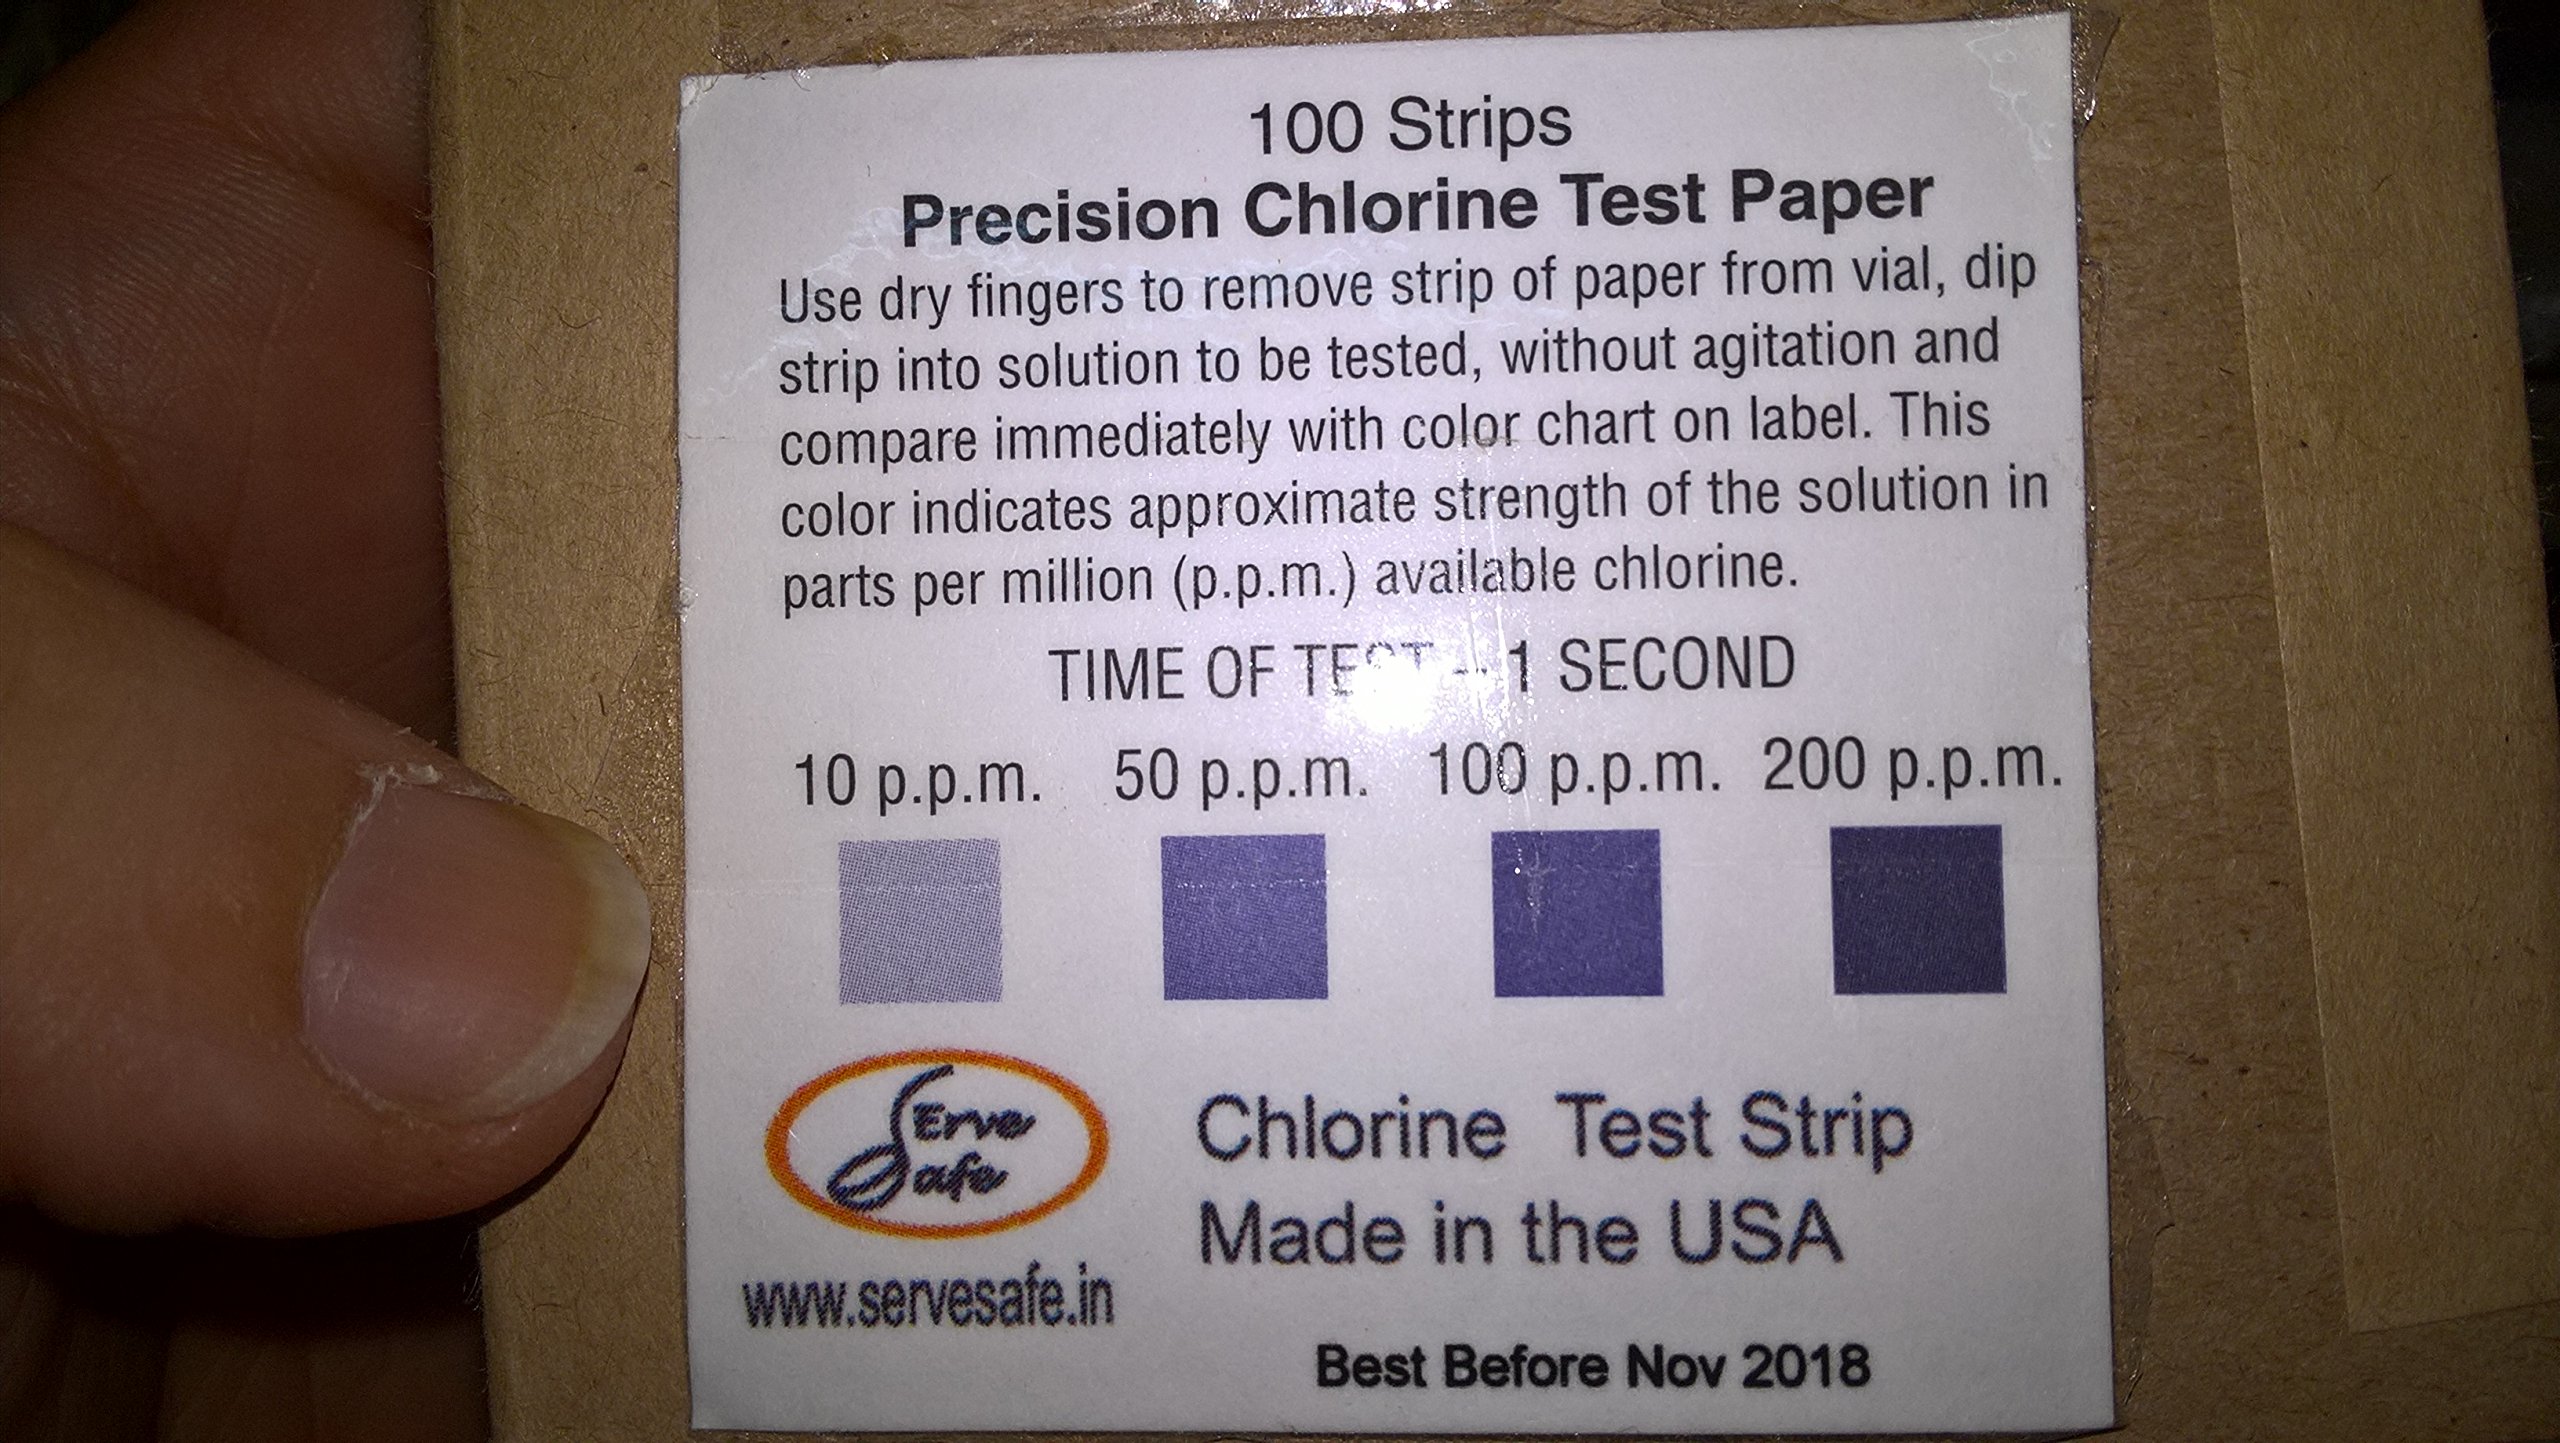 100 Strips
Precision Chlorine Test Paper
Use dry fingers to remove strip of paper from vial, dip
strip into solution to be tested, without agitation and
compare immediately with color chart on label. This
color indicates approximate strength of the solution in
parts per million (p.p.m.) available chlorine.
TIME OF TEST - 1 SECOND
10 p.p.m. 50 p.p.m. 100 p.p.m. 200 p.p.m.
SErve
Safe
Chlorine Test Strip
Made in the USA
www.servesafe.in
Best Before Nov 2018